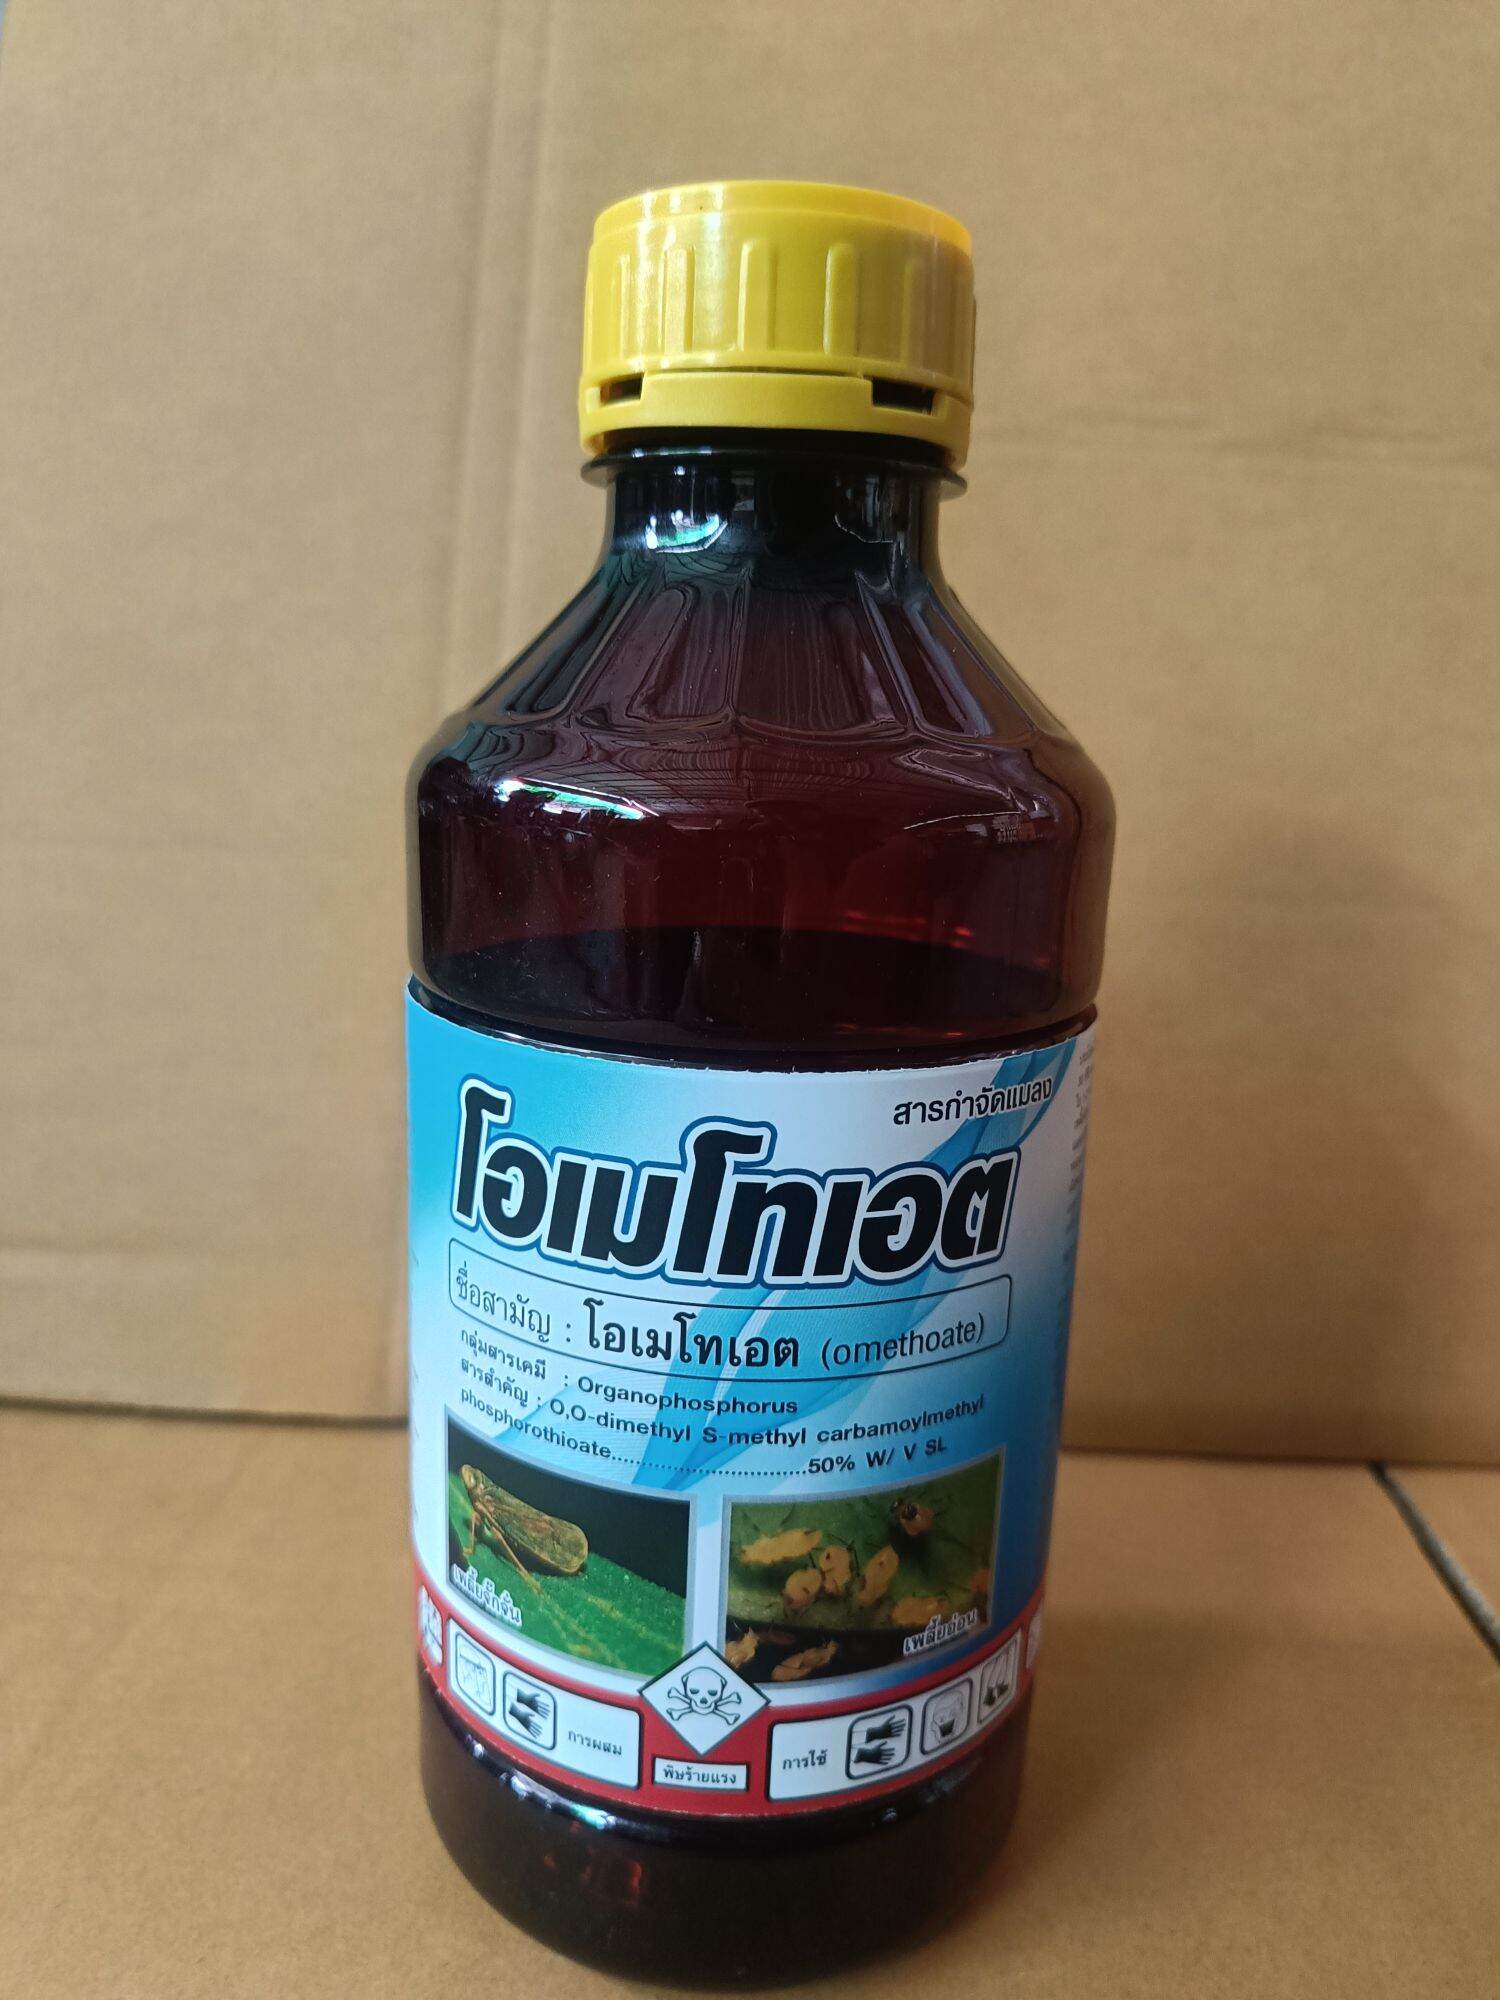 สารกำจัดแมลง
โอเมโทเอต
ชื่อสามัญ : โอเมโทเอต (omethoate)
กลุ่มสารเคมี : Organophosphorus
สารสำคัญ : O,O-dimethyl S-methyl carbamoylmethyl
phosphorothioate..............................50% W/ V SL
เพลี้ยจั๊กจั่น
เพลี้ยอ่อน
การผสม
พิษร้ายแรง
การใช้